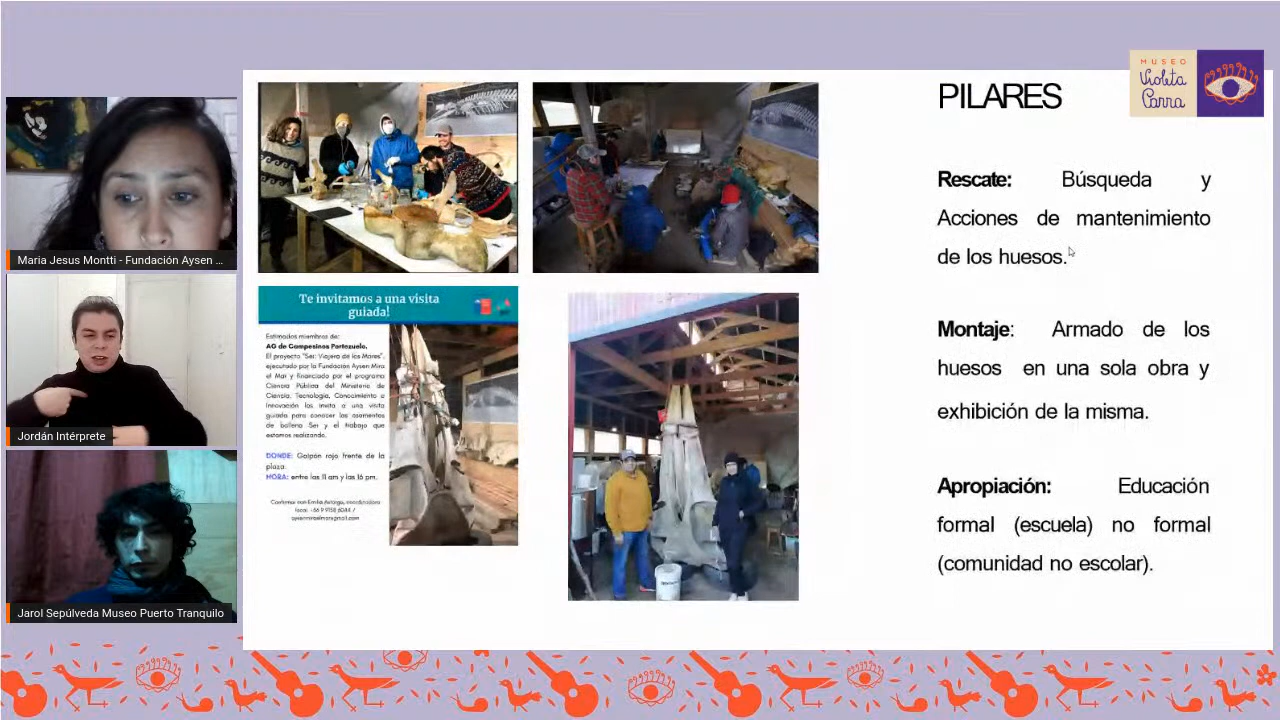 MUSEO
Violeta
Parra
PILARES
Rescate: Búsqueda y
Acciones de mantenimiento
de los huesos.
Montaje: Armado de los
huesos en una sola obra y
exhibición de la misma.
Apropiación: Educación
formal (escuela) no formal
(comunidad no escolar).
Te invitamos a una visita
guiada!
Estimados miembros de:
AG de Campesinos Portezuelo.
El proyecto "Sei: Viajera de los Mares",
ejecutado por la Fundación Aysen Mira
el Mar y financiado por el programa
Ciencia Pública del Ministerio de
Ciencia, Tecnología, Conocimiento e
Innovación los invita a una visita
guiada para conocer las osamentas
de ballena Sei y el trabajo que
estamos realizando.
DONDE: Galpón rojo frente de la
plaza.
HORA: entre las 11 am y las 16 pm.
Confirmar con Emilia Astorga, coordinadora
Maria Jesus Montti - Fundación Aysen ...
Jordán Intérprete
Jarol Sepúlveda Museo Puerto Tranquilo